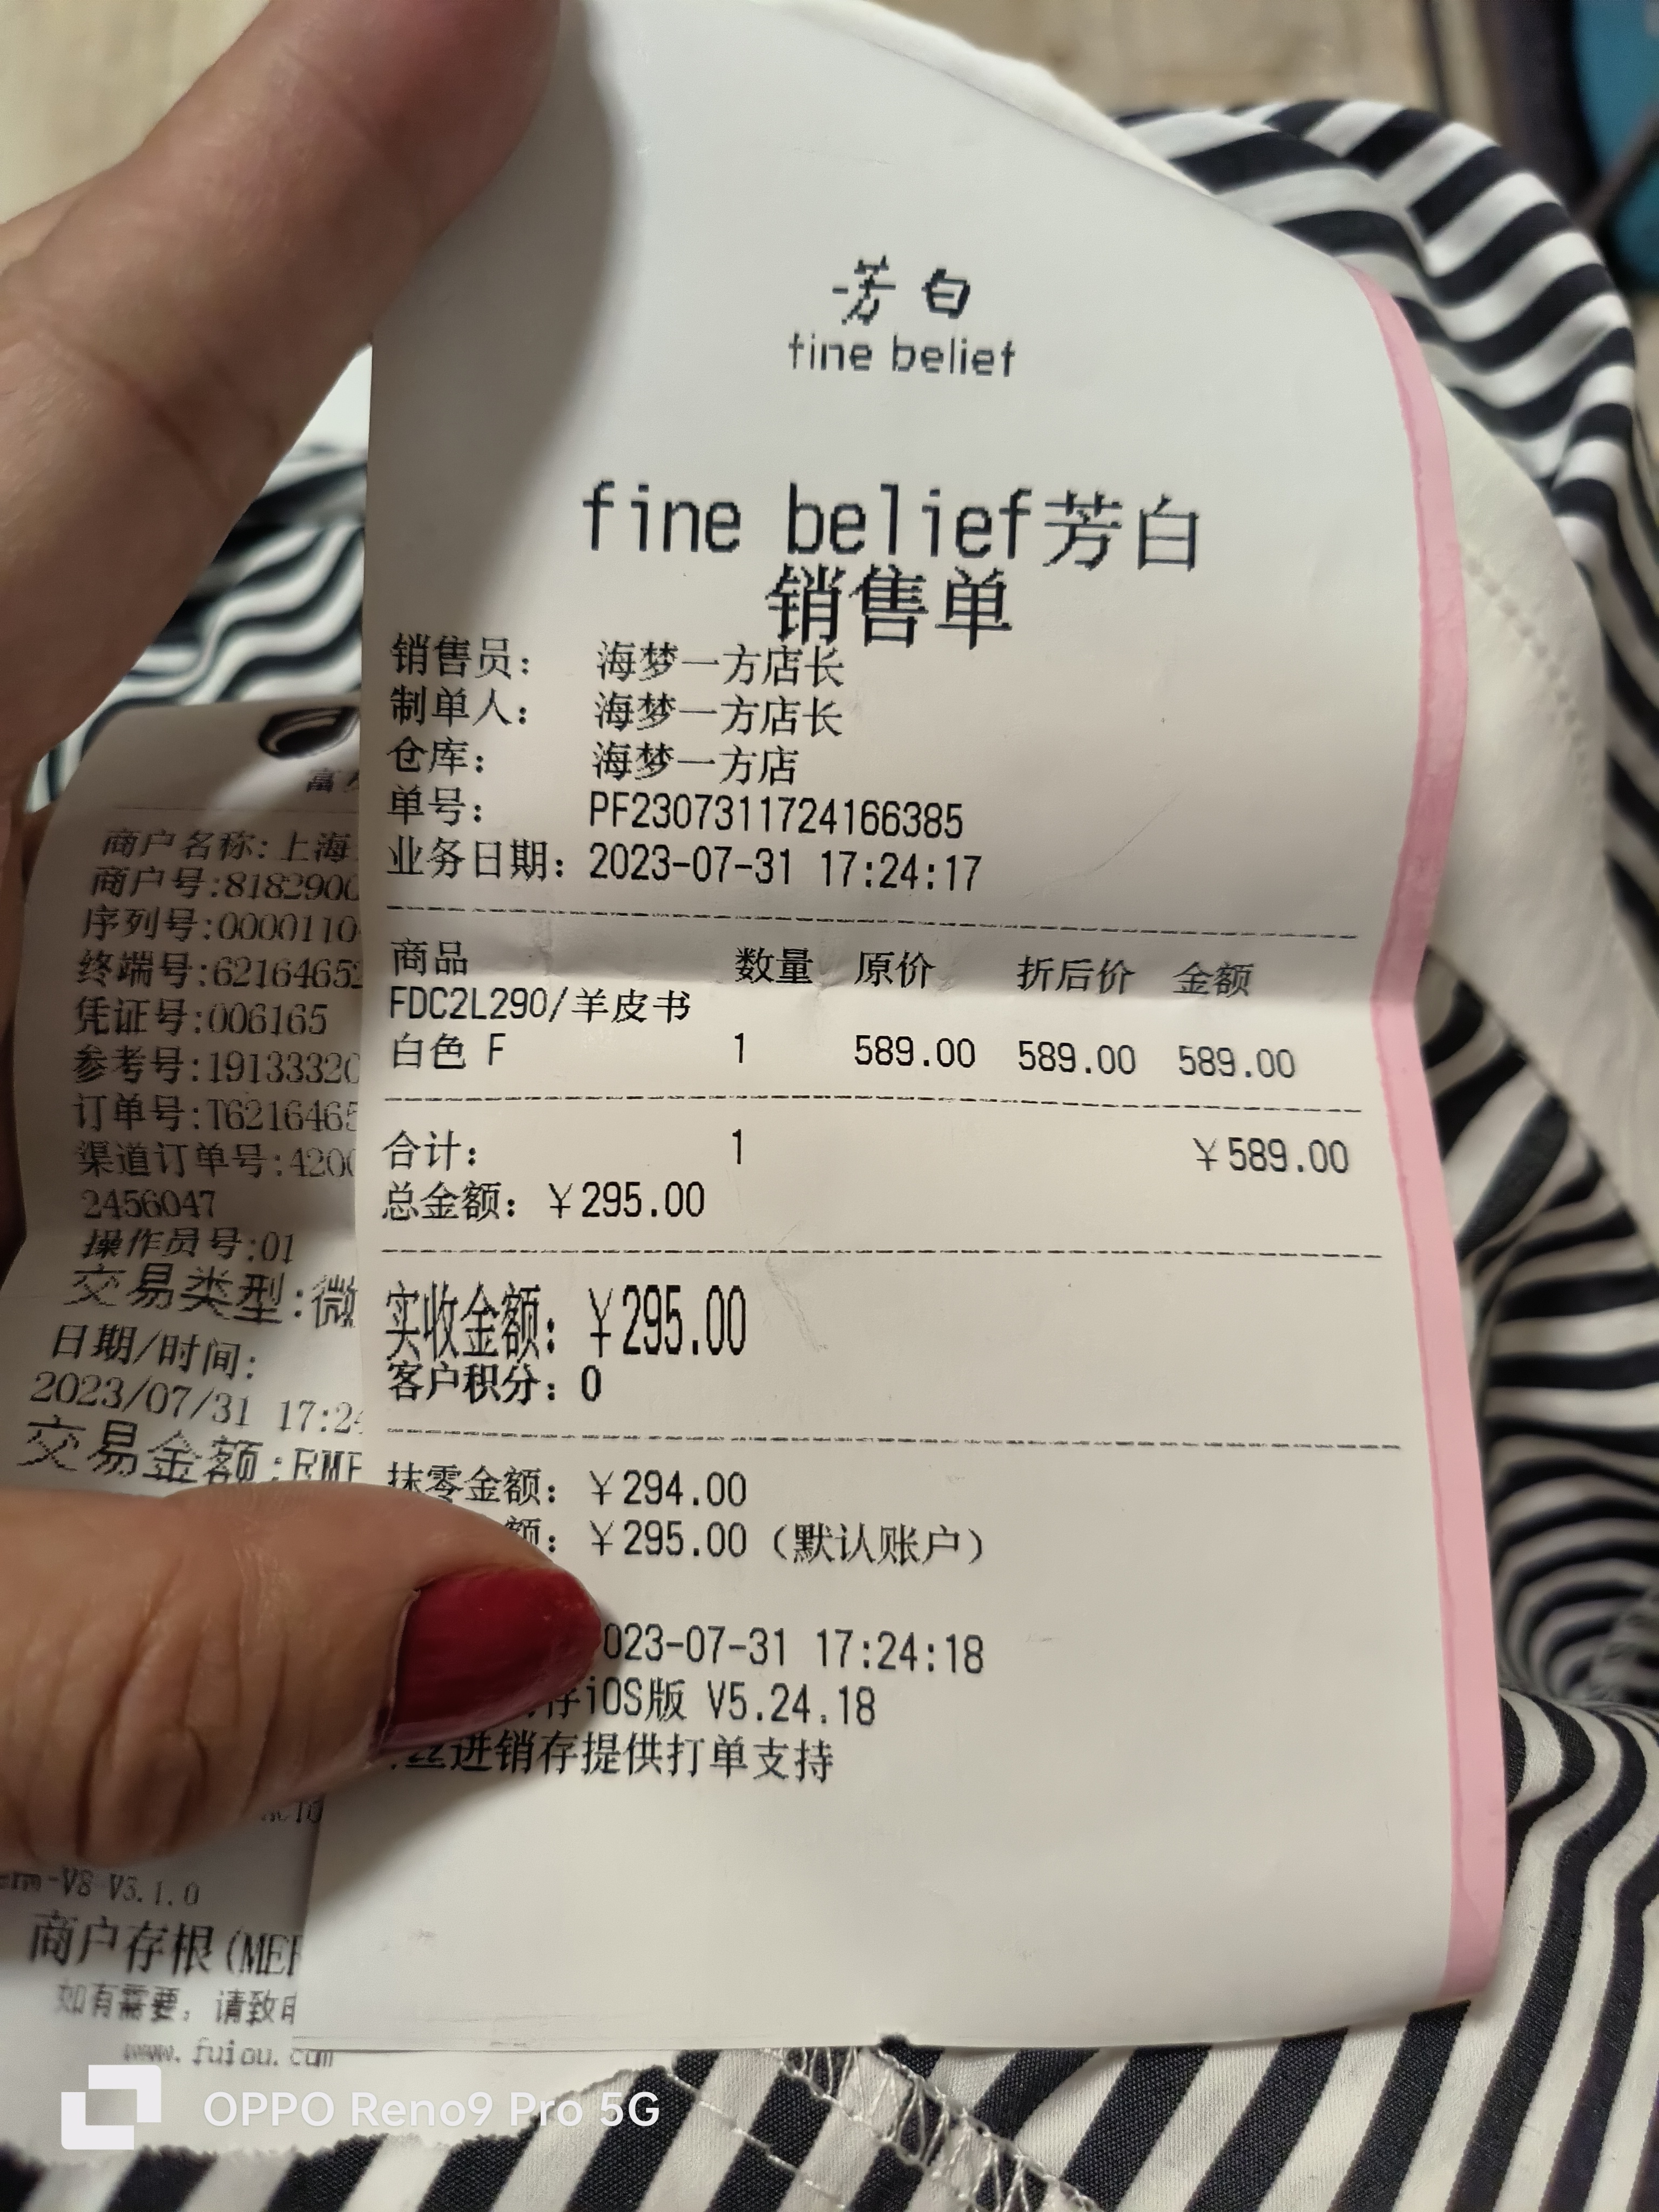 芳白
fine belief
fine belief芳白
销售单
销售员： 海梦一方店长
制单人： 海梦一方店长
仓库： 海梦一方店
单号： PF2307311724166385
业务日期：2023-07-31 17:24:17
商品 数量 原价 折后价 金额
FDC2L290/羊皮书
白色 F 1 589.00 589.00 589.00
合计： 1 ￥589.00
总金额：￥295.00
实收金额：￥295.00
客户积分：0
抹零金额：￥294.00
额：￥295.00（默认账户）
023-07-31 17:24:18
存iOS版 V5.24.18
进销存提供打单支持
商户名称:上海
商户号:8182900
序列号:0000110
终端号:6216465
凭证号:006165
参考号:1913332
订单号:T621646
渠道订单号:420
2456047
操作员号:01
交易类型:微
日期/时间:
2023/07/31 17:24
交易金额:RM
erm-V8 V3.1.0
商户存根(ME
如有需要，请致
www.fuiou.com
OPPO Reno9 Pro 5G